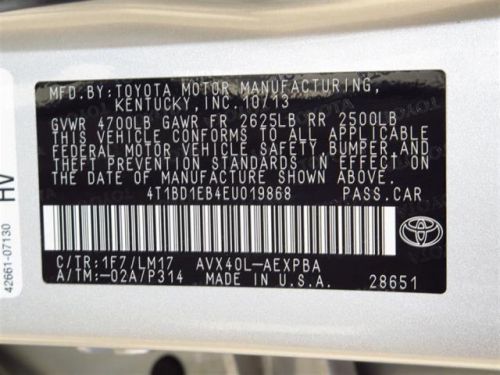 MFD.BY:TOYOTA MOTOR MANUFACTURING,
KENTUCKY, INC. 10/13
GVWR 4700LB GAWR FR 2625LB RR 2500LB
THIS VEHICLE CONFORMS TO ALL APPLICABLE
FEDERAL MOTOR VEHICLE SAFETY, BUMPER, AND
THEFT PREVENTION STANDARDS IN EFFECT ON
THE DATE OF MANUFACTURE SHOWN ABOVE.
4T1BD1EB4EU019868 PASS.CAR
C/TR:1F7/LM17 AVX40L-AEXPBA
A/TM:-02A7P314 MADE IN U.S.A. 28651
42661-07130 HV